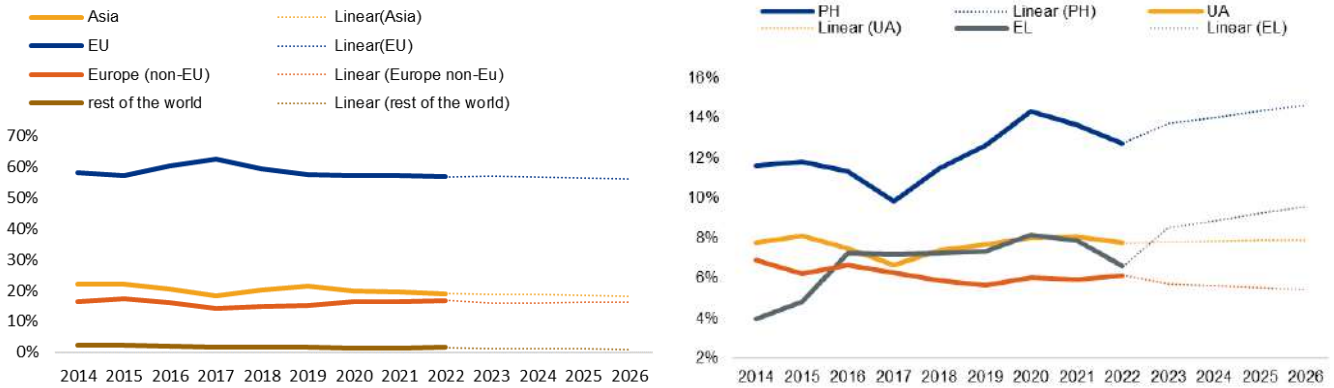 Asia Linear(Asia)
EU Linear(EU)
Europe (non-EU) Linear (Europe non-Eu)
rest of the world Linear (rest of the world)
70%
60%
50%
40%
30%
20%
10%
0%
2014 2015 2016 2017 2018 2019 2020 2021 2022 2023 2024 2025 2026
PH Linear (PH) UA
Linear (UA) EL Linear (EL)
16%
14%
12%
10%
8%
6%
4%
2%
2014 2015 2016 2017 2018 2019 2020 2021 2022 2023 2024 2025 2026